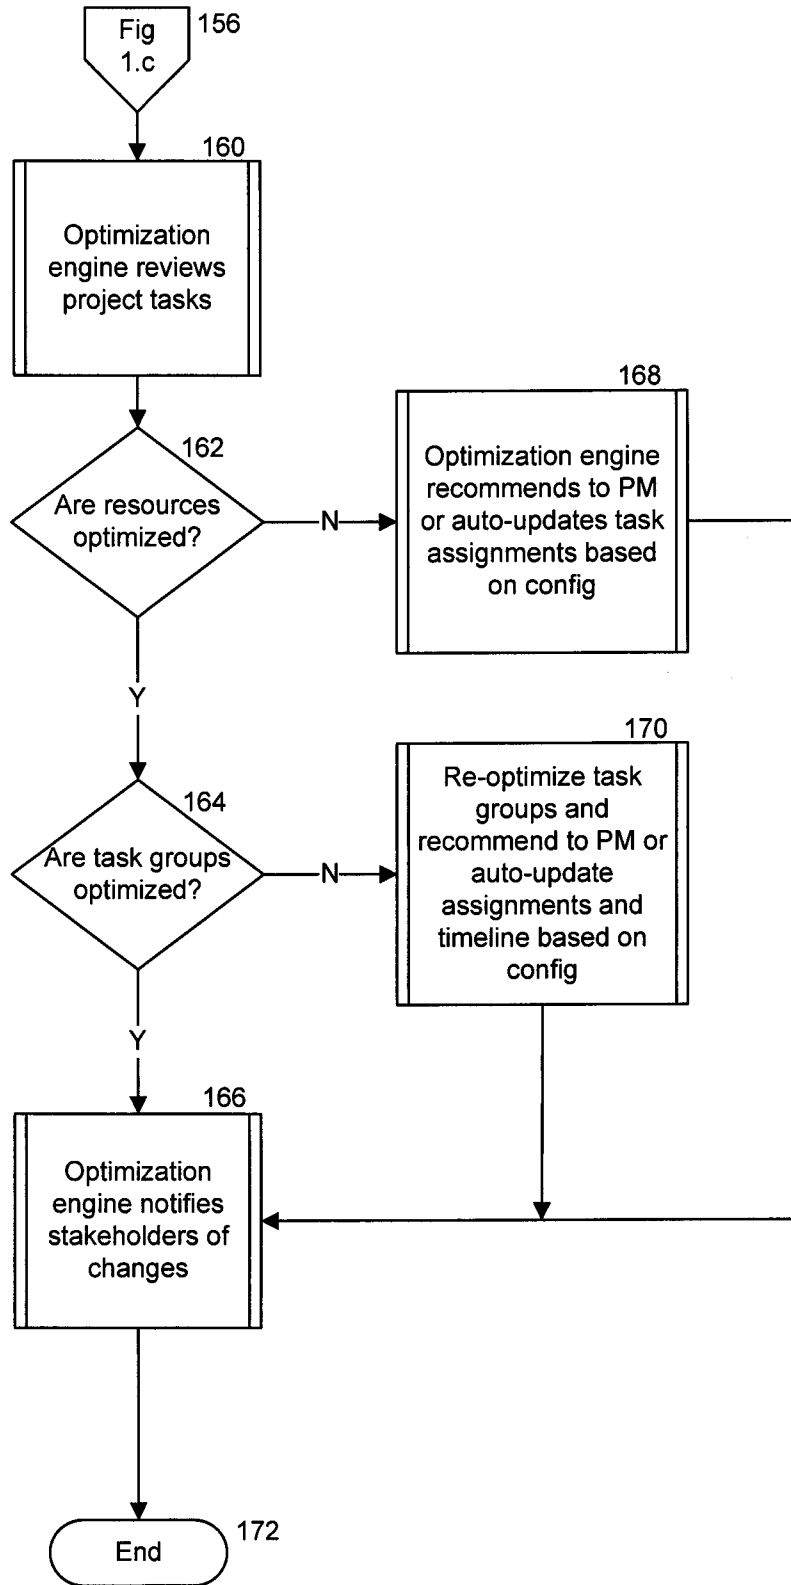 Fig
1.c
156
160
Optimization
engine reviews
project tasks
162
Are resources
optimized?
N
168
Optimization engine
recommends to PM
or auto-updates task
assignments based
on config
Y
164
Are task groups
optimized?
N
170
Re-optimize task
groups and
recommend to PM or
auto-update
assignments and
timeline based on
config
Y
166
Optimization
engine notifies
stakeholders of
changes
End
172